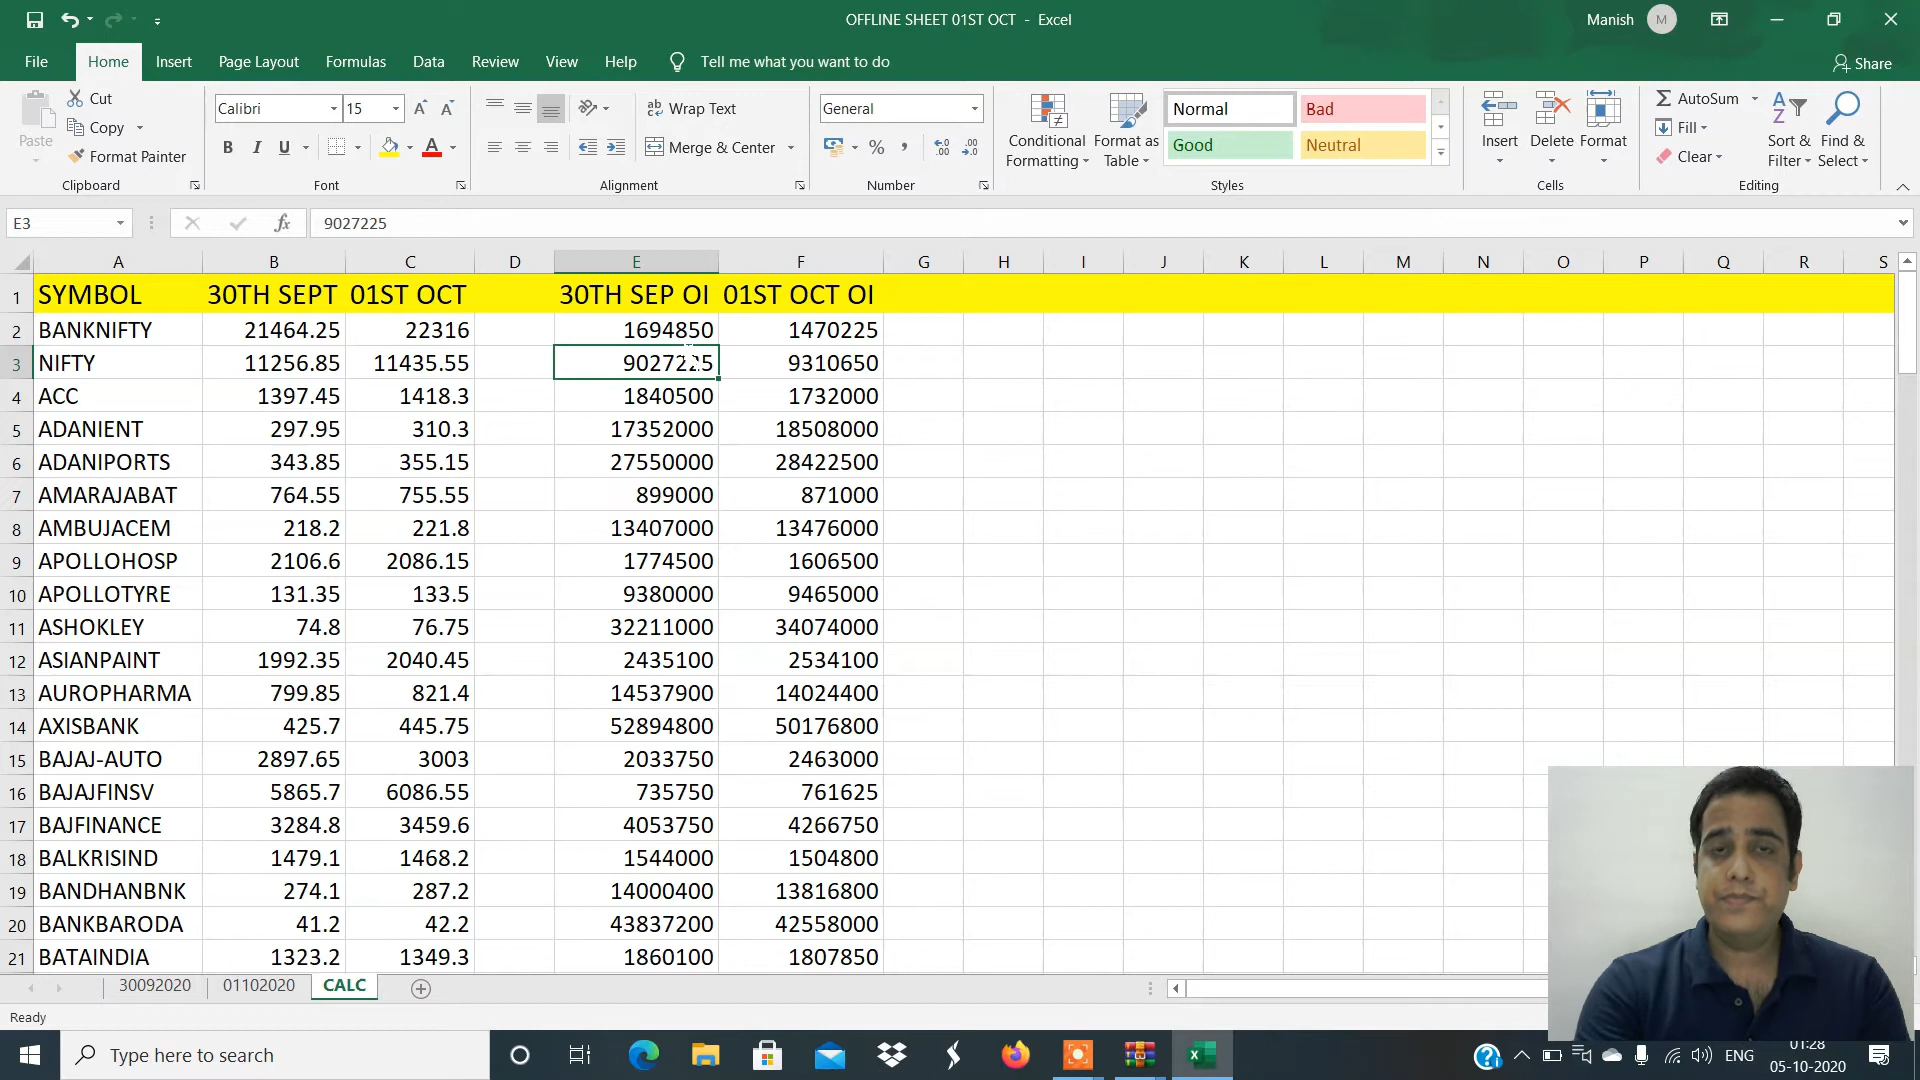 OFFLINE SHEET 01ST OCT - Excel
Manish M
File Home Insert Page Layout Formulas Data Review View Help Tell me what you want to do Share
Paste
Cut
Copy
Format Painter
Clipboard
Calibri 15
B I U
Font
Wrap Text
Merge & Center
Alignment
General
Number
Conditional Formatting
Format as Table
Normal Bad
Good Neutral
Styles
Insert Delete Format
Cells
AutoSum
Fill
Clear
Sort & Filter
Find & Select
Editing
E3 fx 9027225
A B C D E F G H I J K L M N O P Q R S
1 SYMBOL 30TH SEPT 01ST OCT 30TH SEP OI 01ST OCT OI
2 BANKNIFTY 21464.25 22316 1694850 1470225
3 NIFTY 11256.85 11435.55 9027225 9310650
4 ACC 1397.45 1418.3 1840500 1732000
5 ADANIENT 297.95 310.3 17352000 18508000
6 ADANIPORTS 343.85 355.15 27550000 28422500
7 AMARAJABAT 764.55 755.55 899000 871000
8 AMBUJACEM 218.2 221.8 13407000 13476000
9 APOLLOHOSP 2106.6 2086.15 1774500 1606500
10 APOLLOTYRE 131.35 133.5 9380000 9465000
11 ASHOKLEY 74.8 76.75 32211000 34074000
12 ASIANPAINT 1992.35 2040.45 2435100 2534100
13 AUROPHARMA 799.85 821.4 14537900 14024400
14 AXISBANK 425.7 445.75 52894800 50176800
15 BAJAJ-AUTO 2897.65 3003 2033750 2463000
16 BAJAJFINSV 5865.7 6086.55 735750 761625
17 BAJFINANCE 3284.8 3459.6 4053750 4266750
18 BALKRISIND 1479.1 1468.2 1544000 1504800
19 BANDHANBNK 274.1 287.2 14000400 13816800
20 BANKBARODA 41.2 42.2 43837200 42558000
21 BATAINDIA 1323.2 1349.3 1860100 1807850
30092020 01102020 CALC
Ready
Type here to search
ENG
01:28
05-10-2020